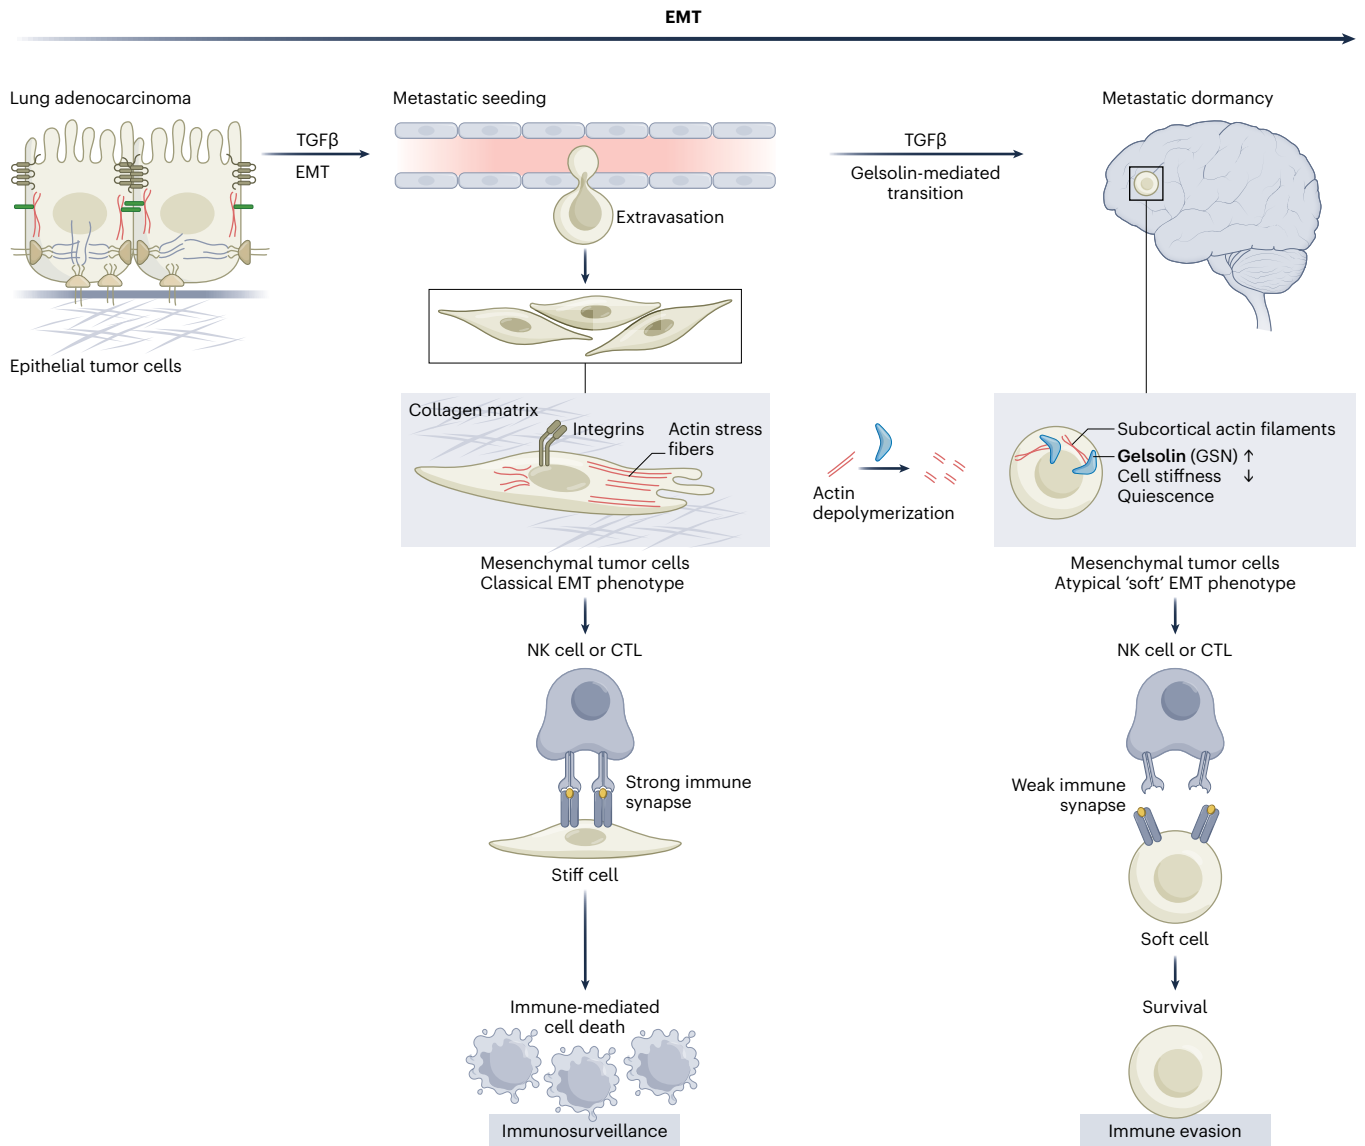 EMT
Lung adenocarcinoma
TGFβ
EMT
Epithelial tumor cells
Metastatic seeding
Extravasation
TGFβ
Gelsolin-mediated
transition
Metastatic dormancy
Collagen matrix
Integrins
Actin stress
fibers
Actin
depolymerization
Subcortical actin filaments
Gelsolin (GSN) ↑
Cell stiffness ↓
Quiescence
Mesenchymal tumor cells
Classical EMT phenotype
Mesenchymal tumor cells
Atypical ‘soft’ EMT phenotype
NK cell or CTL
Strong immune
synapse
Stiff cell
Immune-mediated
cell death
Immunosurveillance
NK cell or CTL
Weak immune
synapse
Soft cell
Survival
Immune evasion